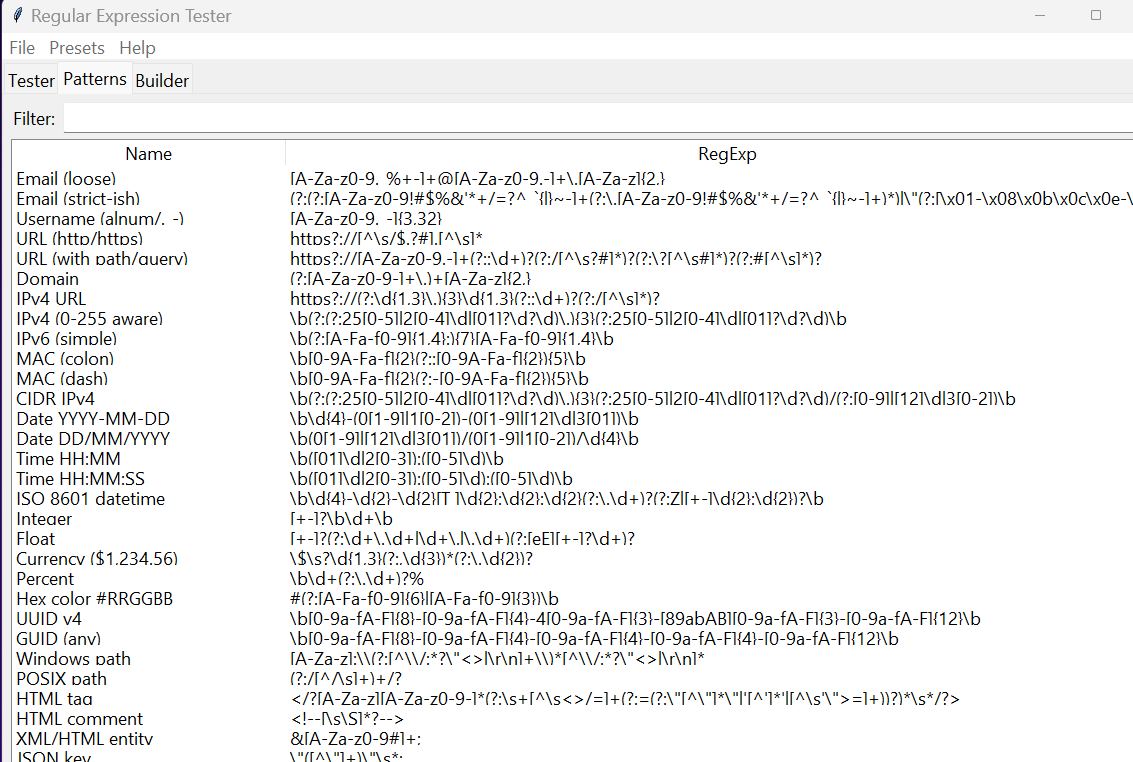 Regular Expression Tester
File Presets Help
Tester Patterns Builder
Filter:
Name RegExp
Email (loose) [A-Za-z0-9._%+-]+@[A-Za-z0-9.-]+\.[A-Za-z]{2,}
Email (strict-ish) (?:(?:[A-Za-z0-9!#$%&'*+/=?^_`{|}~-]+(?:\.[A-Za-z0-9!#$%&'*+/=?^_`{|}~-]+)*)|\"(?:[\x01-\x08\x0b\x0c\x0e-\
Username (alnum/._-) [A-Za-z0-9._-]{3,32}
URL (http/https) https?://[^\s/$.?#].[^\s]*
URL (with path/query) https?://[A-Za-z0-9.-]+(?::\d+)?(?:/[^\s?#]*)?(?:\?[^\s#]*)?(?:#[^\s]*)?
Domain (?:[A-Za-z0-9-]+\.)+[A-Za-z]{2,}
IPv4 URL https?://(?:\d{1,3}\.){3}\d{1,3}(?::\d+)?(?:/[^\s]*)?
IPv4 (0-255 aware) \b(?:(?:25[0-5]|2[0-4]\d|[01]?\d?\d)\.){3}(?:25[0-5]|2[0-4]\d|[01]?\d?\d)\b
IPv6 (simple) \b(?:[A-Fa-f0-9]{1,4}:){7}[A-Fa-f0-9]{1,4}\b
MAC (colon) \b[0-9A-Fa-f]{2}(?::[0-9A-Fa-f]{2}){5}\b
MAC (dash) \b[0-9A-Fa-f]{2}(?:-[0-9A-Fa-f]{2}){5}\b
CIDR IPv4 \b(?:(?:25[0-5]|2[0-4]\d|[01]?\d?\d)\.){3}(?:25[0-5]|2[0-4]\d|[01]?\d?\d)/(?:[0-9]|[12]\d|3[0-2])\b
Date YYYY-MM-DD \b\d{4}-(0[1-9]|1[0-2])-(0[1-9]|[12]\d|3[01])\b
Date DD/MM/YYYY \b(0[1-9]|[12]\d|3[01])/(0[1-9]|1[0-2])/\d{4}\b
Time HH:MM \b([01]\d|2[0-3]):([0-5]\d)\b
Time HH:MM:SS \b([01]\d|2[0-3]):([0-5]\d):([0-5]\d)\b
ISO 8601 datetime \b\d{4}-\d{2}-\d{2}[T ]\d{2}:\d{2}:\d{2}(?:\.\d+)?(?:Z|[+-]\d{2}:\d{2})?\b
Integer [+-]?\b\d+\b
Float [+-]?(?:\d+\.\d+|\d+\.|\.\d+)(?:[eE][+-]?\d+)?
Currency ($1,234.56) \$\s?\d{1,3}(?:,\d{3})*(?:\.\d{2})?
Percent \b\d+(?:\.\d+)?%
Hex color #RRGGBB #(?:[A-Fa-f0-9]{6}|[A-Fa-f0-9]{3})\b
UUID v4 \b[0-9a-fA-F]{8}-[0-9a-fA-F]{4}-4[0-9a-fA-F]{3}-[89abAB][0-9a-fA-F]{3}-[0-9a-fA-F]{12}\b
GUID (any) \b[0-9a-fA-F]{8}-[0-9a-fA-F]{4}-[0-9a-fA-F]{4}-[0-9a-fA-F]{4}-[0-9a-fA-F]{12}\b
Windows path [A-Za-z]:\\(?:[^\\/:*?\"<>|\r\n]+\\)*[^\\/:*?\"<>|\r\n]*
POSIX path (?:/[^/\s]+)+/?
HTML tag </?[A-Za-z][A-Za-z0-9-]*(?:\s+[^\s<>/=]+(?:=(?:\"[^\"]*\"|'[^']*'|[^\s'\">=]+))?)*\s*/?>
HTML comment <!--[\s\S]*?-->
XML/HTML entity &[A-Za-z0-9#]+;
JSON key \"([^\"]+)\"\s*: